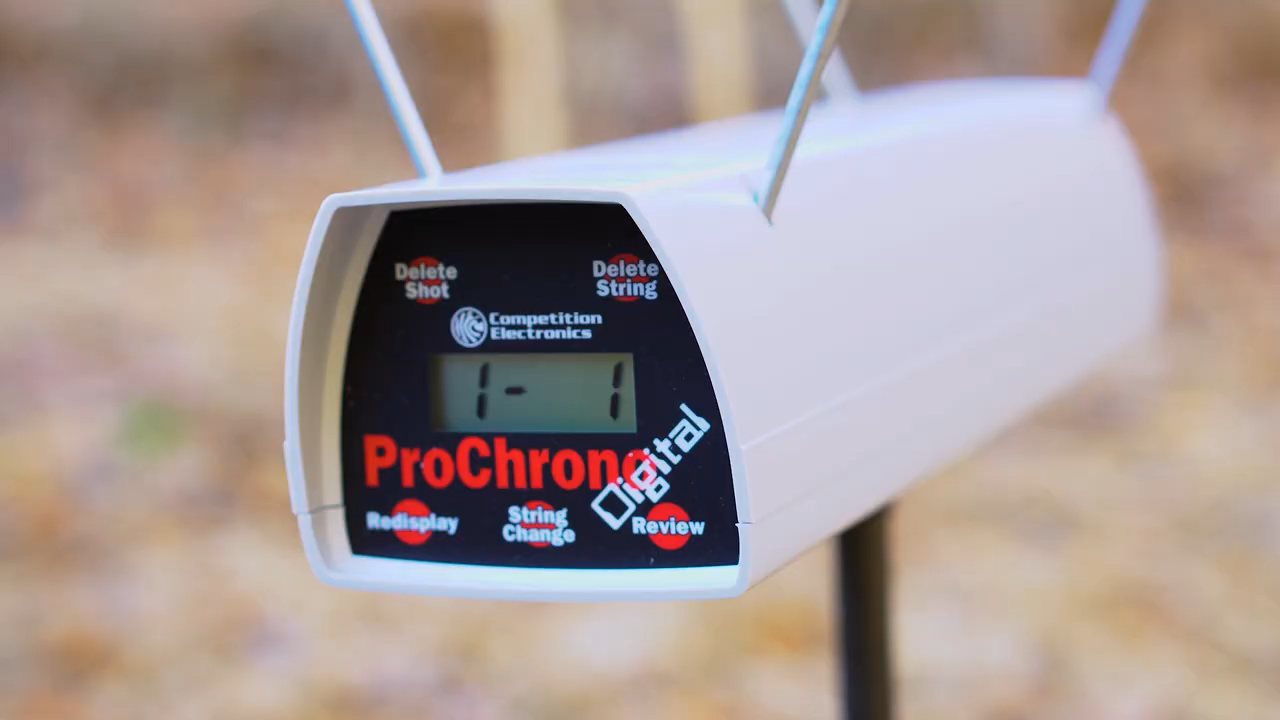 Delete
Shot
Delete
String
Competition
Electronics
1- 1
ProChrono
Digital
Redisplay
String
Change
Review